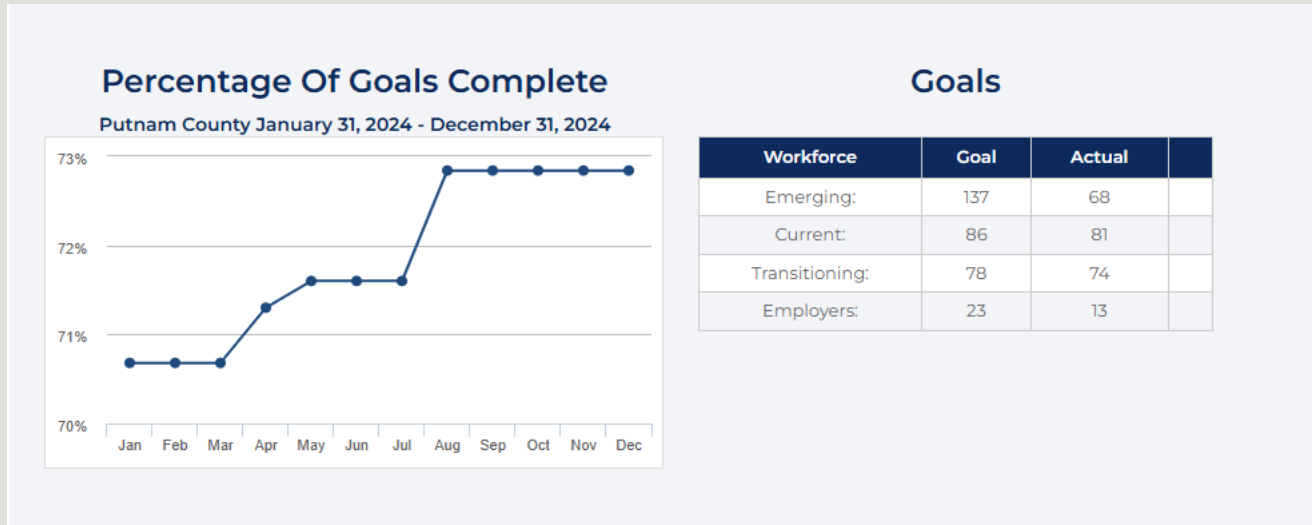 Percentage Of Goals Complete
Putnam County January 31, 2024 - December 31, 2024
73%
72%
71%
70%
Jan Feb Mar Apr May Jun Jul Aug Sep Oct Nov Dec
Goals
Workforce Goal Actual
Emerging: 137 68
Current: 86 81
Transitioning: 78 74
Employers: 23 13